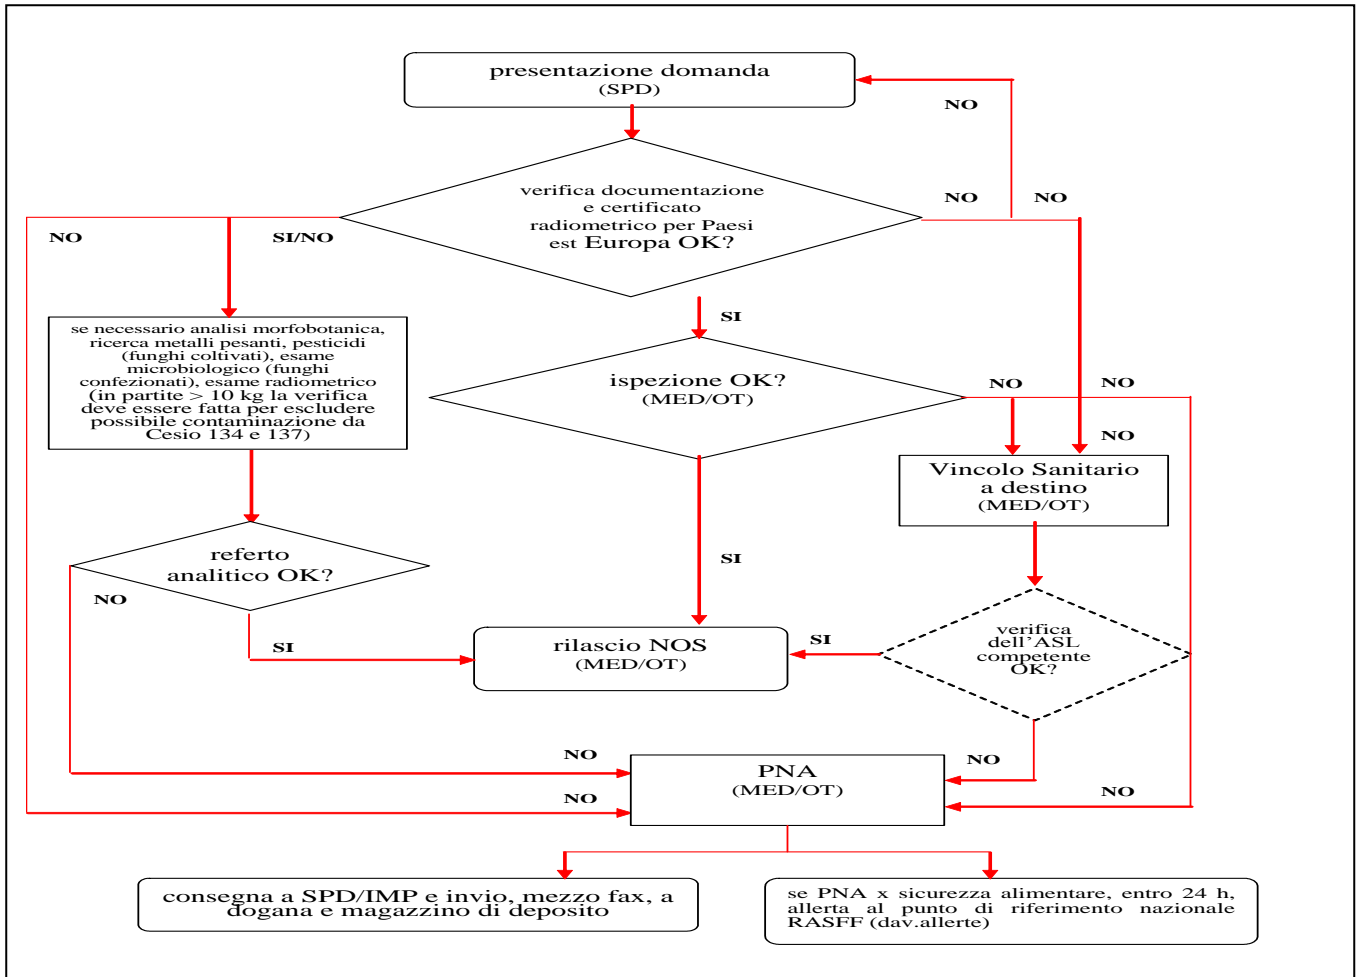 presentazione domanda
(SPD)
NO
verifica documentazione
e certificato
radiometrico per Paesi
est Europa OK?
NO
NO
NO
SI/NO
SI
se necessario analisi morfobotanica,
ricerca metalli pesanti, pesticidi
(funghi coltivati), esame
microbiologico (funghi
confezionati), esame radiometrico
(in partite > 10 kg la verifica
deve essere fatta per escludere
possibile contaminazione da
Cesio 134 e 137)
ispezione OK?
(MED/OT)
NO
NO
NO
Vincolo Sanitario
a destino
(MED/OT)
referto
analitico OK?
NO
SI
SI
rilascio NOS
(MED/OT)
SI
verifica
dell'ASL
competente
OK?
NO
NO
PNA
(MED/OT)
NO
NO
consegna a SPD/IMP e invio, mezzo fax, a
dogana e magazzino di deposito
se PNA x sicurezza alimentare, entro 24 h,
allerta al punto di riferimento nazionale
RASFF (dav.allerte)